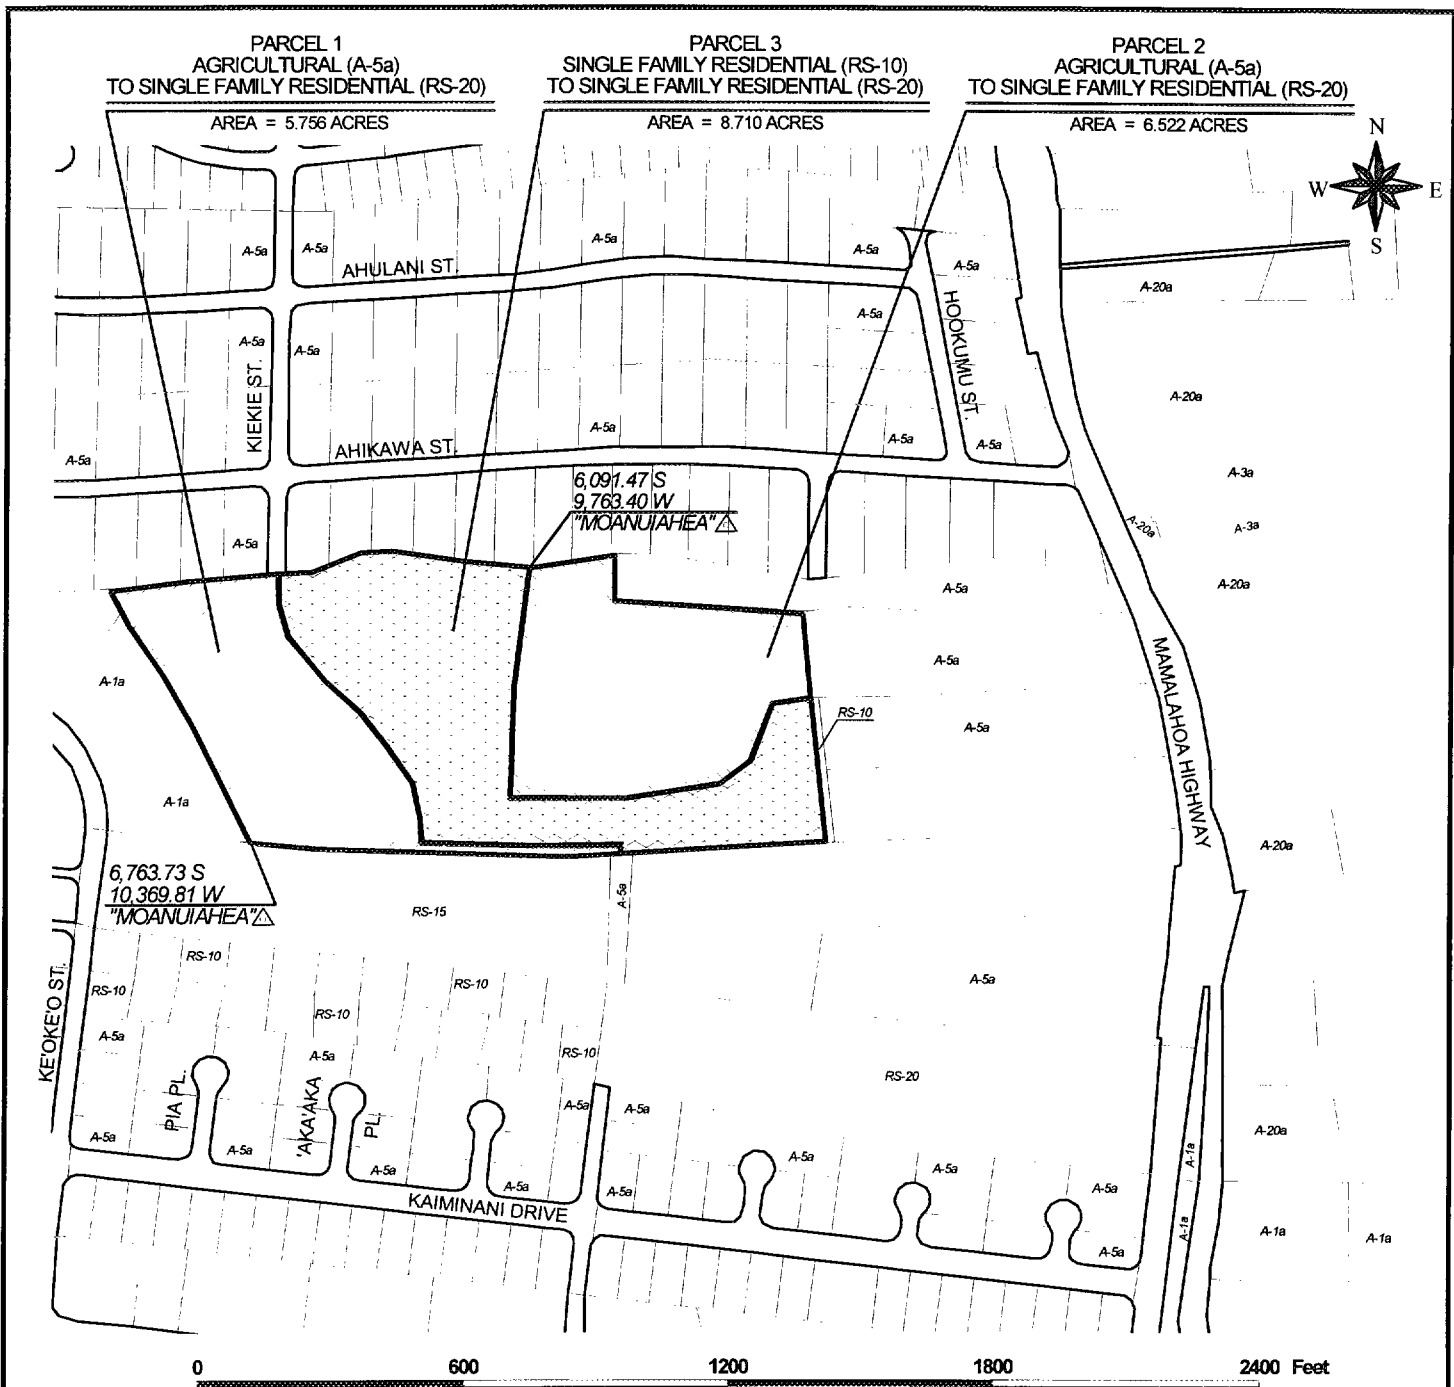 PARCEL 1
AGRICULTURAL (A-5a)
TO SINGLE FAMILY RESIDENTIAL (RS-20)
AREA = 5.756 ACRES
PARCEL 3
SINGLE FAMILY RESIDENTIAL (RS-10)
TO SINGLE FAMILY RESIDENTIAL (RS-20)
AREA = 8.710 ACRES
PARCEL 2
AGRICULTURAL (A-5a)
TO SINGLE FAMILY RESIDENTIAL (RS-20)
AREA = 6.522 ACRES
N
W
E
S
A-5a
A-5a
A-5a
A-5a
A-5a
AHULANI ST.
A-20a
HOOKUMU ST.
A-5a
A-5a
A-5a
KIEKIE ST.
A-20a
A-5a
A-5a
A-5a
AHIKAWA ST.
A-5a
A-3a
6,091.47 S
9,763.40 W
"MOANUIAHEA"
A-20a
A-3a
A-5a
A-5a
A-20a
A-5a
A-1a
MAMALAHOA HIGHWAY
RS-10
A-5a
A-1a
A-20a
6,763.73 S
10,369.81 W
"MOANUIAHEA"
A-5a
RS-15
RS-10
RS-10
RS-10
A-5a
KE'OKE'O ST.
RS-10
A-5a
A-5a
RS-10
RS-20
PIA PL.
'AKA'AKA
PL.
A-5a
A-5a
A-5a
A-5a
A-5a
A-5a
A-5a
A-5a
A-5a
A-5a
A-5a
A-5a
A-20a
A-1a
A-1a
A-1a
A-1a
KAIMINANI DRIVE
0 600 1200 1800 2400 Feet